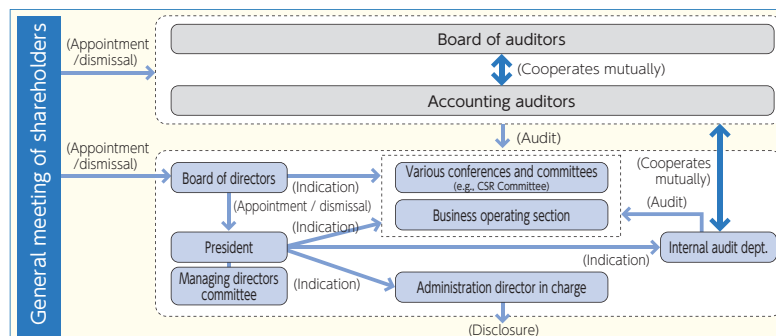 General meeting of shareholders
(Appointment
/dismissal)
Board of auditors
(Cooperates mutually)
Accounting auditors
(Audit)
(Appointment
/dismissal)
Board of directors
(Indication)
Various conferences and committees
(e.g., CSR Committee)
(Cooperates
mutually)
(Appointment / dismissal)
(Indication)
Business operating section
(Audit)
President
(Indication)
Internal audit dept.
Managing directors
committee
(Indication)
Administration director in charge
(Disclosure)